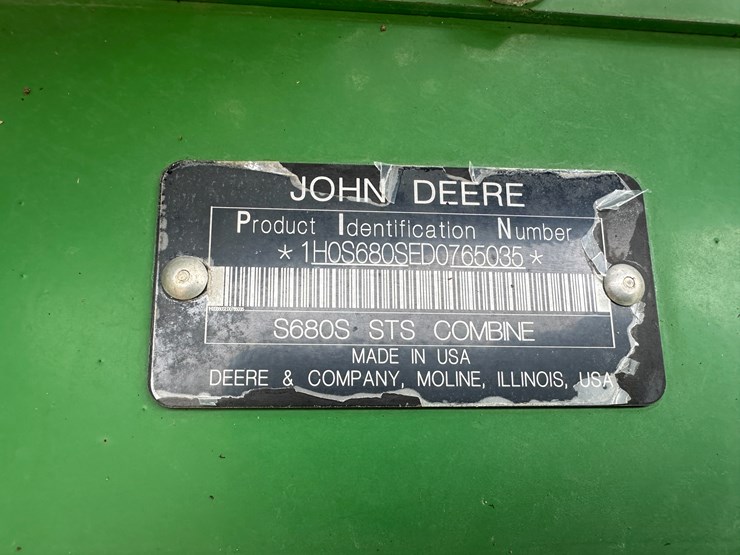 JOHN DEERE
Product Identification Number
*1H0S680SED0765035*
S680S STS COMBINE
MADE IN USA
DEERE & COMPANY, MOLINE, ILLINOIS, USA